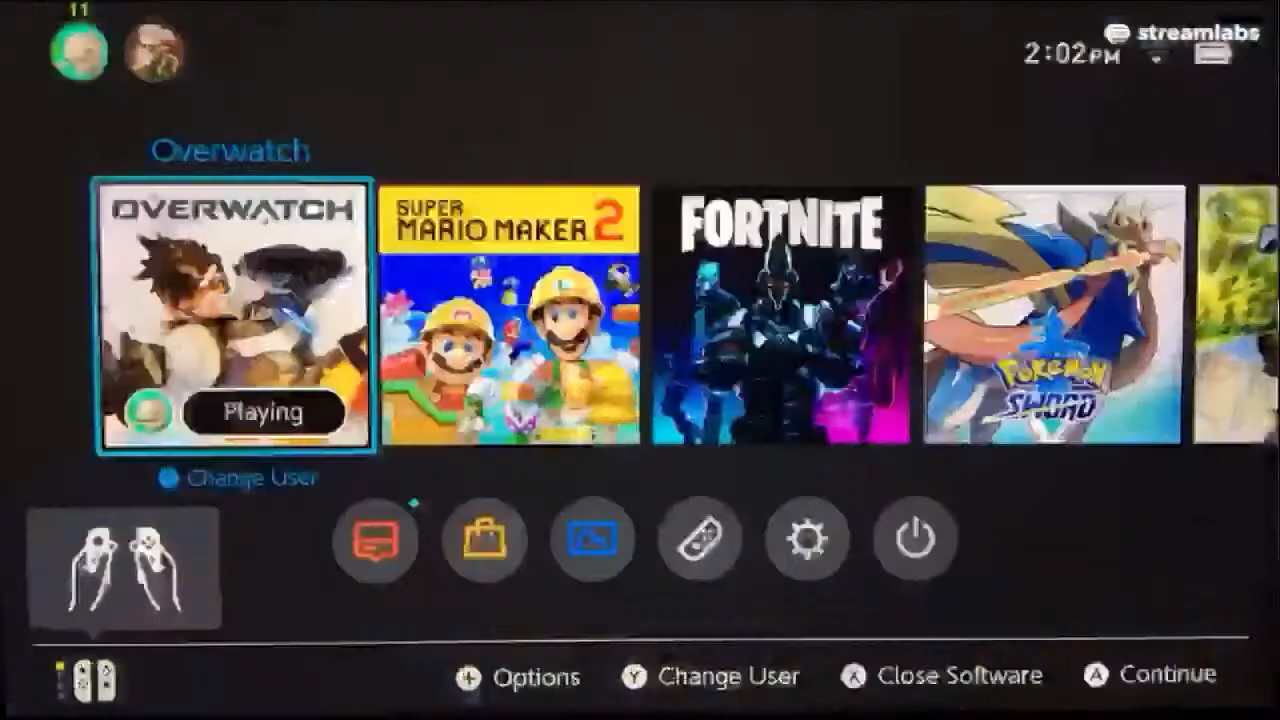 11
streamlabs
2:02PM
Overwatch
OVERWATCH
SUPER
MARIO MAKER 2
FORTNITE
POKÉMON
SWORD
Playing
Change User
Options
Y Change User
X Close Software
A Continue